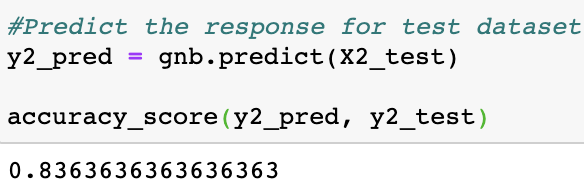 #Predict the response for test dataset
y2_pred = gnb.predict(X2_test)
accuracy_score(y2_pred, y2_test)
0.8363636363636363